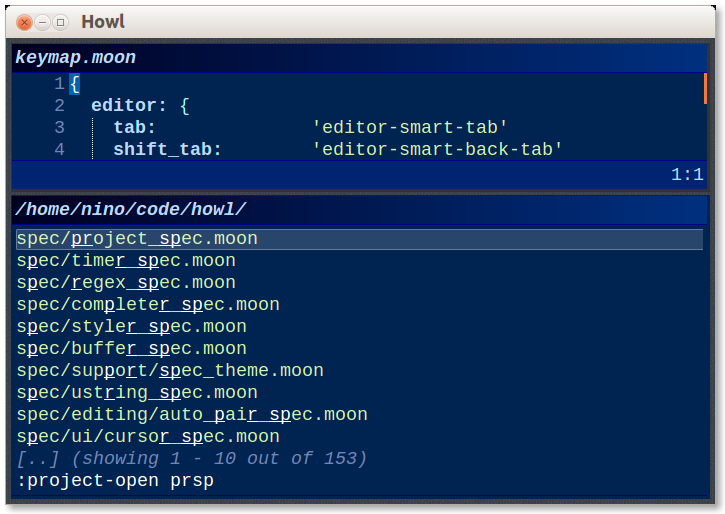 Howl
keymap.moon
1 {
2 editor: {
3 tab: 'editor-smart-tab'
4 shift_tab: 'editor-smart-back-tab'
1:1
/home/nino/code/howl/
spec/project_spec.moon
spec/timer_spec.moon
spec/regex_spec.moon
spec/completer_spec.moon
spec/styler_spec.moon
spec/buffer_spec.moon
spec/support/spec_theme.moon
spec/ustring_spec.moon
spec/editing/auto_pair_spec.moon
spec/ui/cursor_spec.moon
[..] (showing 1 - 10 out of 153)
:project-open prsp